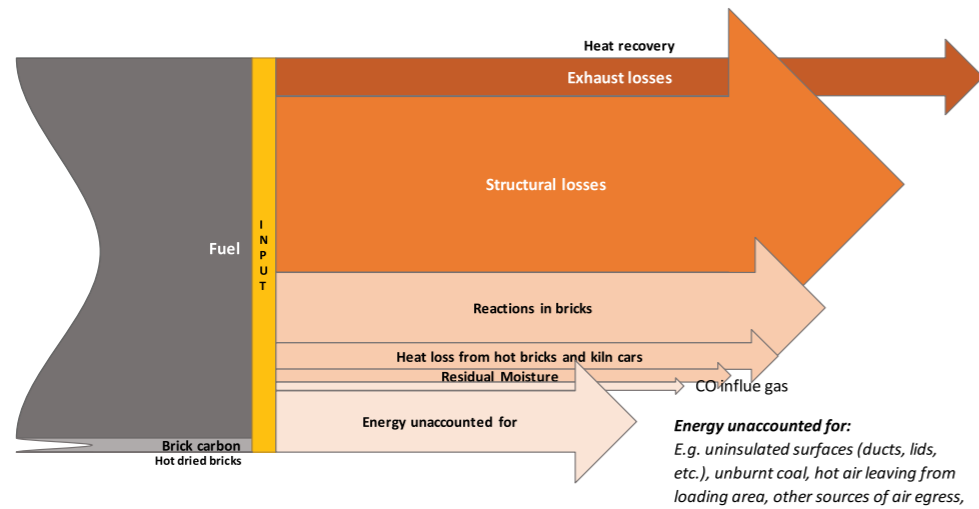 Heat recovery
Exhaust losses
Structural losses
Fuel
INPUT
Reactions in bricks
Heat loss from hot bricks and kiln cars
Residual Moisture
CO influe gas
Energy unaccounted for
Brick carbon
Hot dried bricks
Energy unaccounted for:
E.g. uninsulated surfaces (ducts, lids,
etc.), unburnt coal, hot air leaving from
loading area, other sources of air egress,